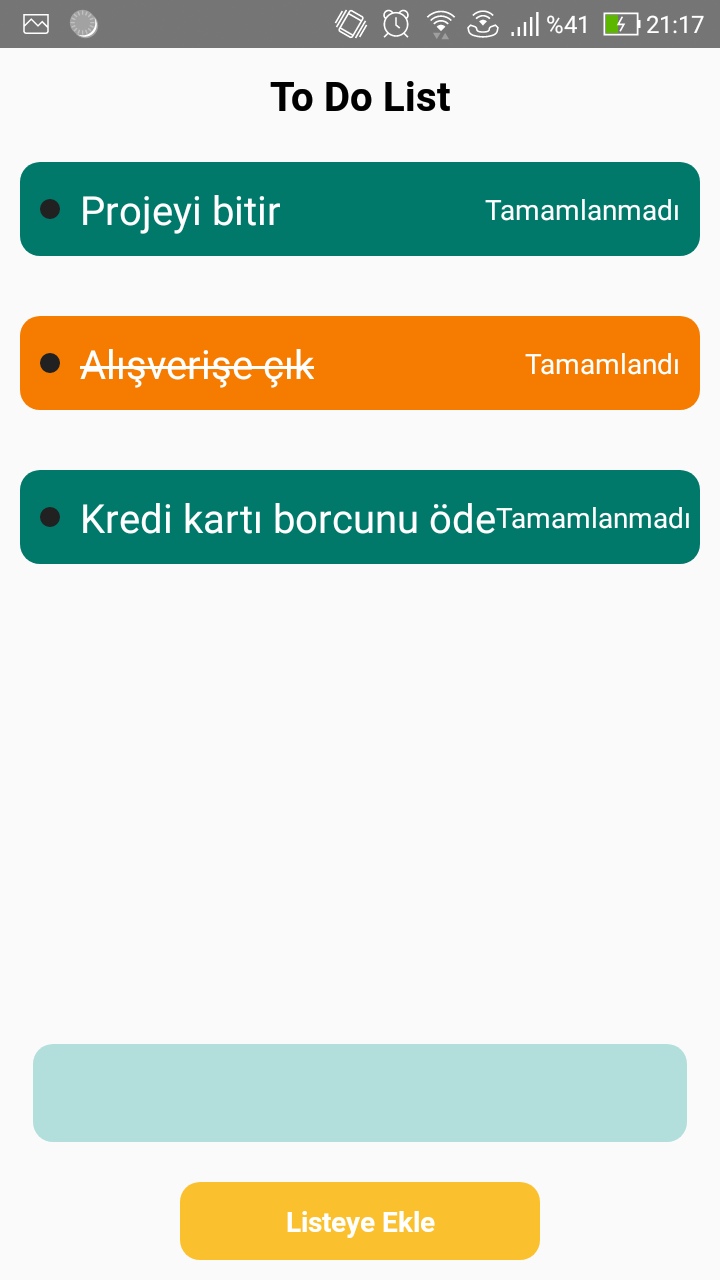 %41 21:17
To Do List
Projeyi bitir Tamamlanmadı
Alışverişe çık Tamamlandı
Kredi kartı borcunu öde Tamamlanmadı
Listeye Ekle